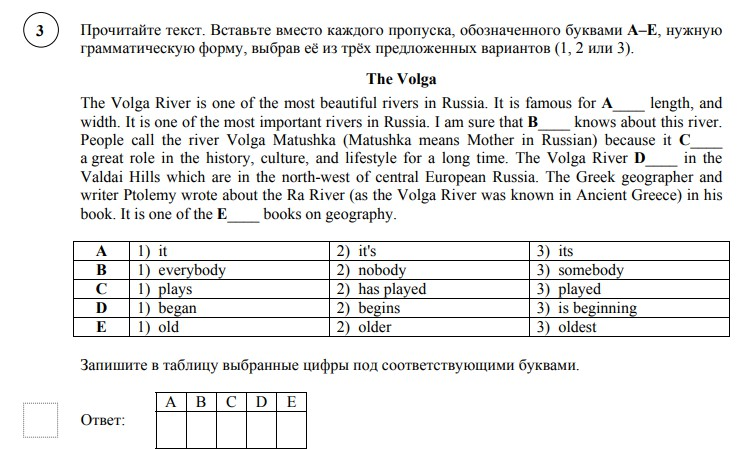 3
Прочитайте текст. Вставьте вместо каждого пропуска, обозначенного буквами A–E, нужную
грамматическую форму, выбрав её из трёх предложенных вариантов (1, 2 или 3).
The Volga
The Volga River is one of the most beautiful rivers in Russia. It is famous for A____ length, and
width. It is one of the most important rivers in Russia. I am sure that B____ knows about this river.
People call the river Volga Matushka (Matushka means Mother in Russian) because it C____
a great role in the history, culture, and lifestyle for a long time. The Volga River D____ in the
Valdai Hills which are in the north-west of central European Russia. The Greek geographer and
writer Ptolemy wrote about the Ra River (as the Volga River was known in Ancient Greece) in his
book. It is one of the E____ books on geography.
A 1) it 2) it's 3) its
B 1) everybody 2) nobody 3) somebody
C 1) plays 2) has played 3) played
D 1) began 2) begins 3) is beginning
E 1) old 2) older 3) oldest
Запишите в таблицу выбранные цифры под соответствующими буквами.
A B C D E
Ответ: